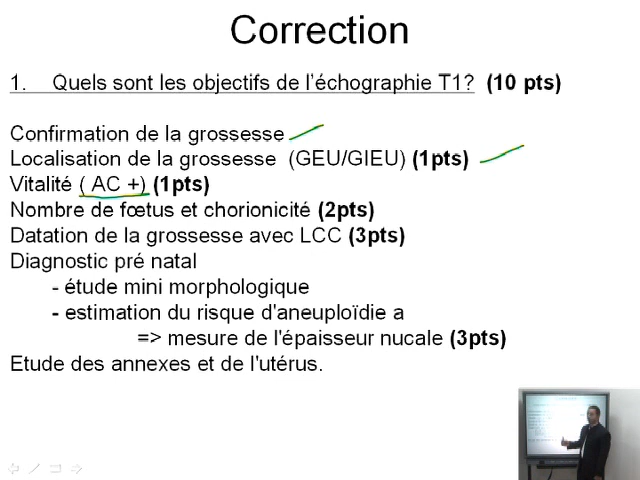 Correction
1. Quels sont les objectifs de l'échographie T1? (10 pts)
Confirmation de la grossesse
Localisation de la grossesse (GEU/GIEU) (1pts)
Vitalité ( AC +) (1pts)
Nombre de fœtus et chorionicité (2pts)
Datation de la grossesse avec LCC (3pts)
Diagnostic pré natal
- étude mini morphologique
- estimation du risque d'aneuploïdie a
=> mesure de l'épaisseur nucale (3pts)
Etude des annexes et de l'utérus.